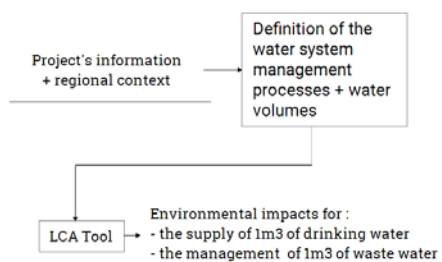 Project's information
+ regional context
Definition of the
water system
management
processes + water
volumes
LCA Tool
Environmental impacts for :
- the supply of 1m3 of drinking water
- the management of 1m3 of waste water